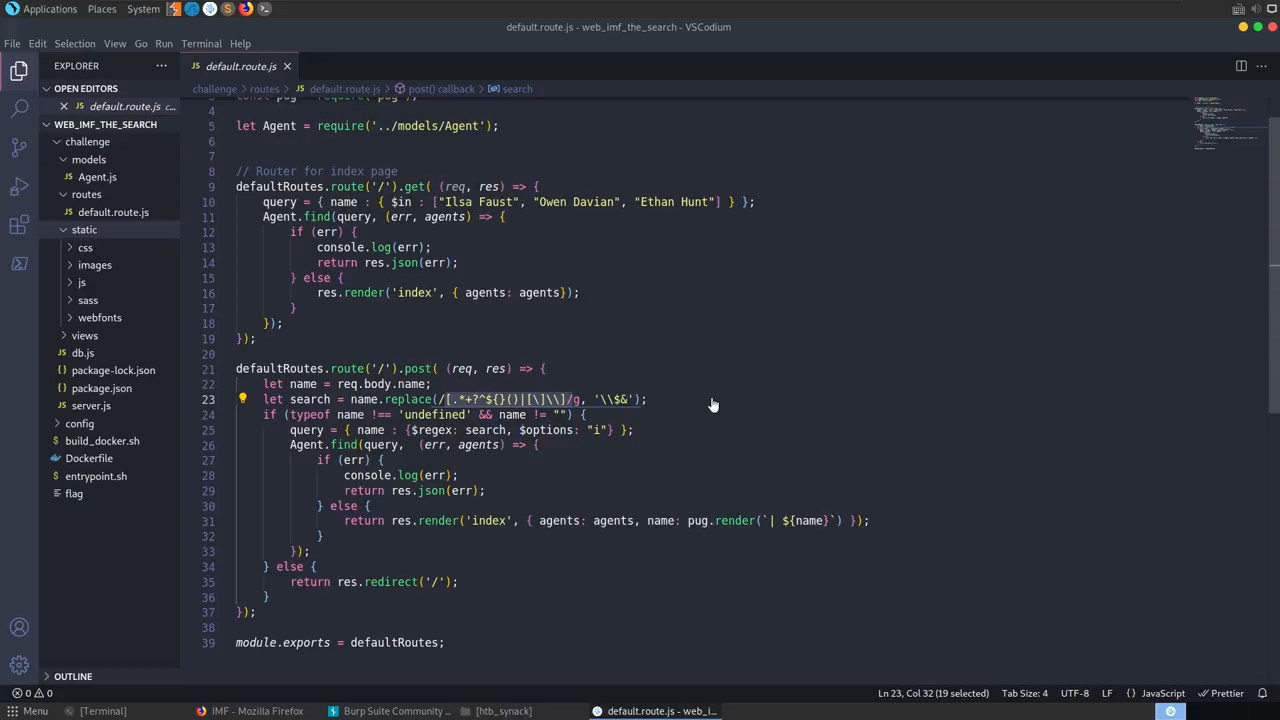 Applications Places System
default.route.js - web_imf_the_search - VSCodium
File Edit Selection View Go Run Terminal Help
EXPLORER
JS default.route.js
OPEN EDITORS
challenge routes JS default.route.js post() callback search
JS default.route.js ...c...
WEB_IMF_THE_SEARCH
challenge
models
JS Agent.js
routes
JS default.route.js
static
css
images
js
sass
webfonts
views
JS db.js
package-lock.json
package.json
JS server.js
config
build_docker.sh
Dockerfile
entrypoint.sh
flag
OUTLINE
4
5 let Agent = require('../models/Agent');
6
7
8 // Router for index page
9 defaultRoutes.route('/').get( (req, res) => {
10 query = { name : { $in : ["Ilsa Faust", "Owen Davian", "Ethan Hunt"] } };
11 Agent.find(query, (err, agents) => {
12 if (err) {
13 console.log(err);
14 return res.json(err);
15 } else {
16 res.render('index', { agents: agents});
17 }
18 });
19 });
20
21 defaultRoutes.route('/').post( (req, res) => {
22 let name = req.body.name;
23 let search = name.replace(/[.*+?^${}()|[\]\\]/g, '\\$&');
24 if (typeof name !== 'undefined' && name != "") {
25 query = { name : {$regex: search, $options: "i"} };
26 Agent.find(query, (err, agents) => {
27 if (err) {
28 console.log(err);
29 return res.json(err);
30 } else {
31 return res.render('index', { agents: agents, name: pug.render(`| ${name}`) });
32 }
33 });
34 } else {
35 return res.redirect('/');
36 }
37 });
38
39 module.exports = defaultRoutes;
0 0 Ln 23, Col 32 (19 selected) Tab Size: 4 UTF-8 LF {} JavaScript Prettier
Menu [Terminal] IMF - Mozilla Firefox Burp Suite Community ... [htb_synack] default.route.js - web_i...